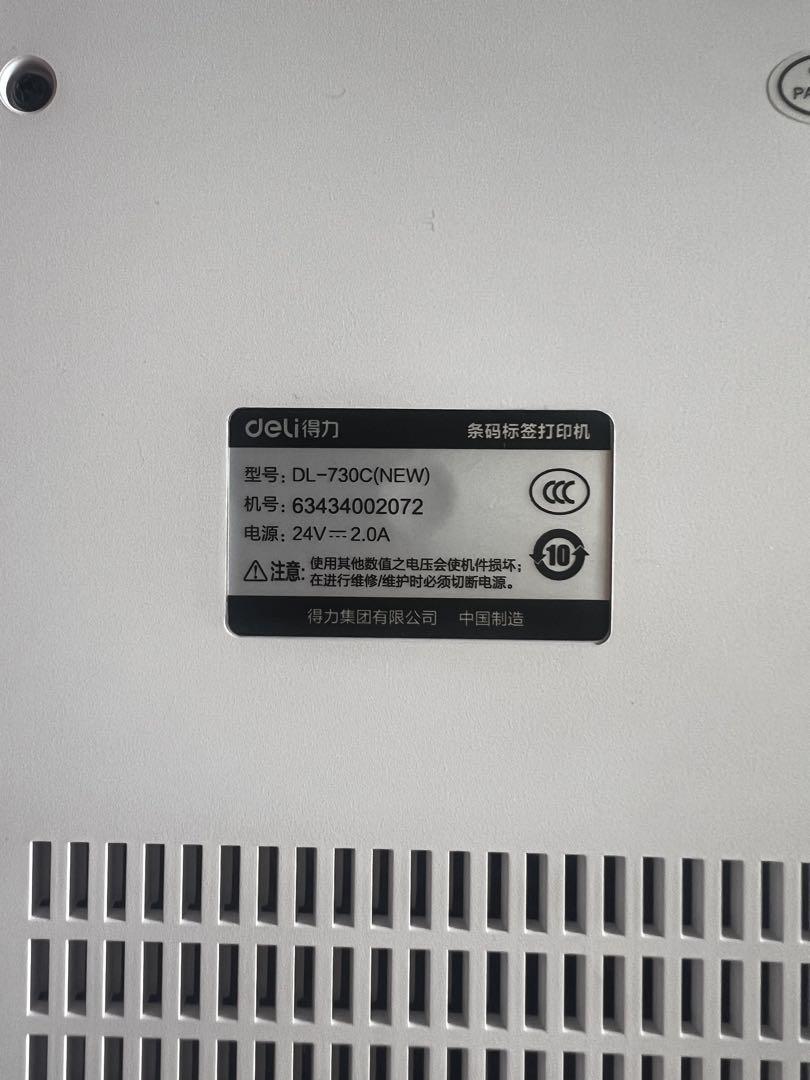 deli得力 条码标签打印机
型号: DL-730C(NEW)
机号: 63434002072
电源: 24V⎓2.0A
CCC
10
注意: 使用其他数值之电压会使机件损坏;
在进行维修/维护时必须切断电源。
得力集团有限公司 中国制造